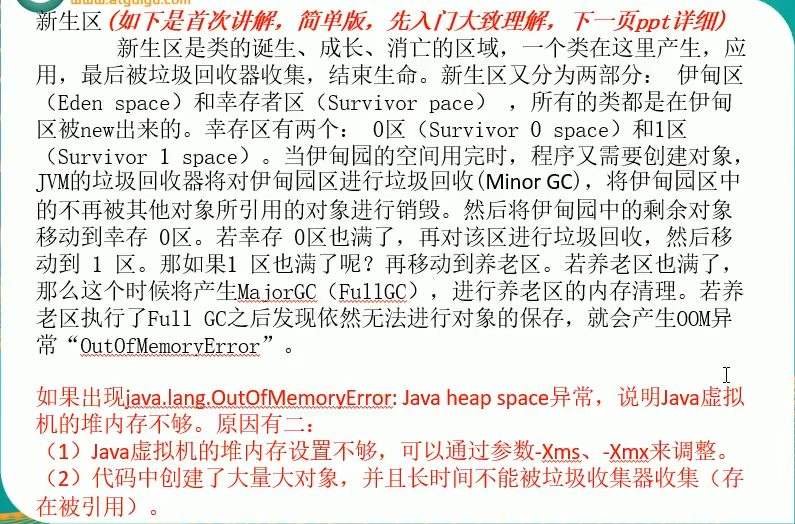 www.atguigu.com
新生区(如下是首次讲解，简单版，先入门大致理解，下一页ppt详细)
新生区是类的诞生、成长、消亡的区域，一个类在这里产生，应
用，最后被垃圾回收器收集，结束生命。新生区又分为两部分： 伊甸区
（Eden space）和幸存者区（Survivor pace） ，所有的类都是在伊甸
区被new出来的。幸存区有两个： 0区（Survivor 0 space）和1区
（Survivor 1 space）。当伊甸园的空间用完时，程序又需要创建对象，
JVM的垃圾回收器将对伊甸园区进行垃圾回收(Minor GC)，将伊甸园区中
的不再被其他对象所引用的对象进行销毁。然后将伊甸园中的剩余对象
移动到幸存 0区。若幸存 0区也满了，再对该区进行垃圾回收，然后移
动到 1 区。那如果1 区也满了呢？再移动到养老区。若养老区也满了，
那么这个时候将产生MajorGC（FullGC），进行养老区的内存清理。若养
老区执行了Full GC之后发现依然无法进行对象的保存，就会产生OOM异
常“OutOfMemoryError”。
如果出现java.lang.OutOfMemoryError: Java heap space异常，说明Java虚拟
机的堆内存不够。原因有二：
（1）Java虚拟机的堆内存设置不够，可以通过参数-Xms、-Xmx来调整。
（2）代码中创建了大量大对象，并且长时间不能被垃圾收集器收集（存
在被引用）。